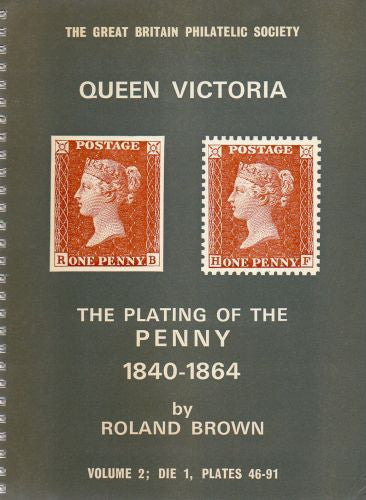 THE GREAT BRITAIN PHILATELIC SOCIETY
QUEEN VICTORIA
POSTAGE
R ONE PENNY. B
POSTAGE
H ONE PENNY. F
THE PLATING OF THE
PENNY
1840-1864
by
ROLAND BROWN
VOLUME 2; DIE 1, PLATES 46-91